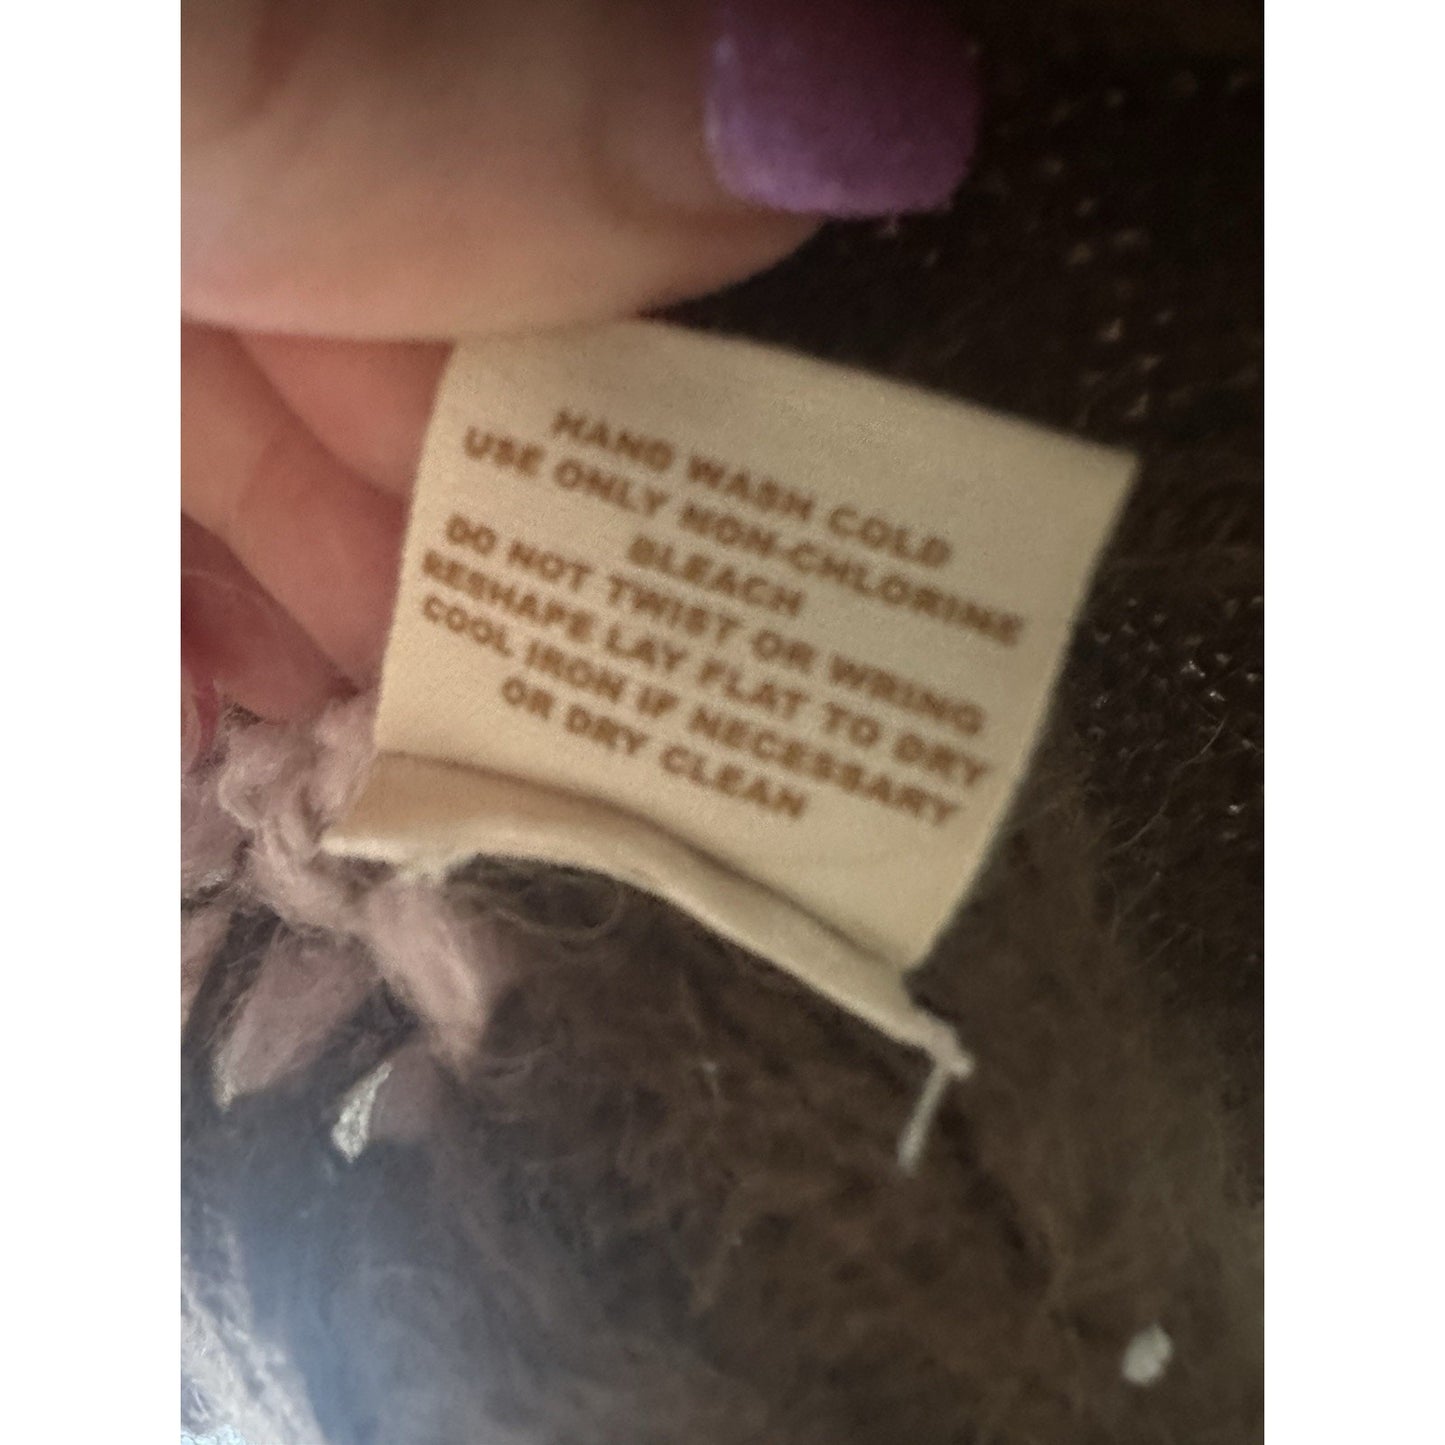 HAND WASH COLD
USE ONLY NON-CHLORINE
BLEACH
DO NOT TWIST OR WRING
RESHAPE LAY FLAT TO DRY
COOL IRON IF NECESSARY
OR DRY CLEAN